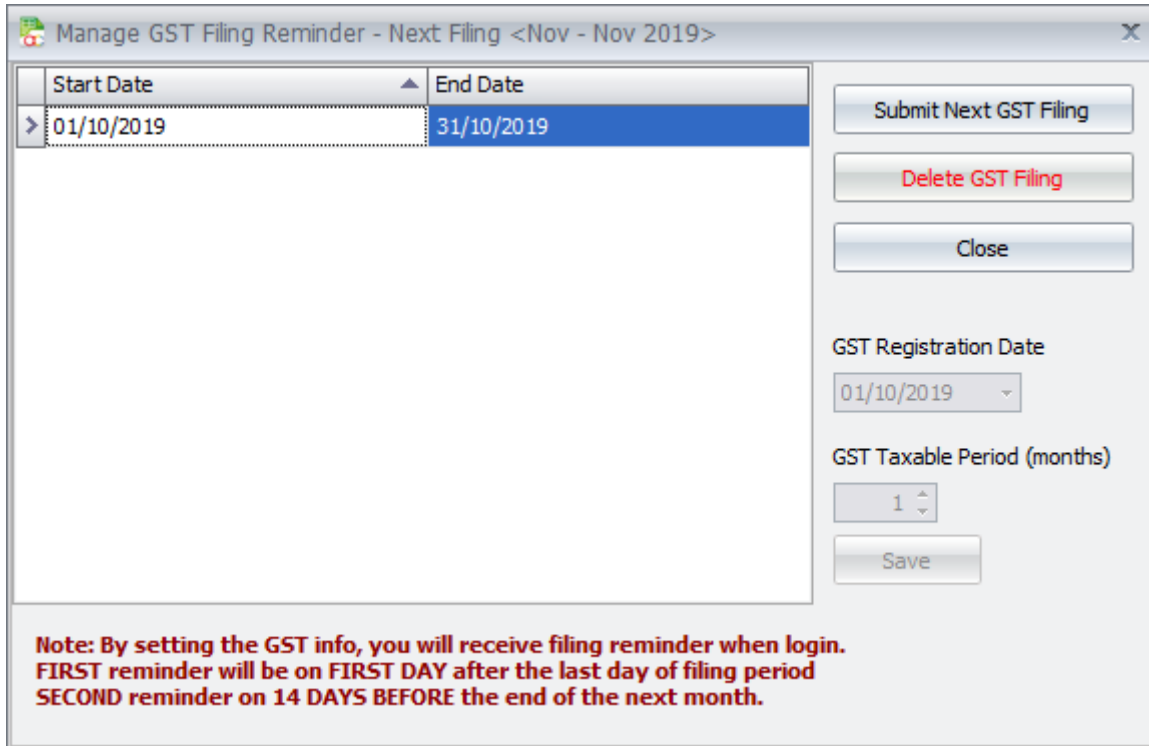 Manage GST Filing Reminder - Next Filing <Nov - Nov 2019>
Start Date End Date
01/10/2019 31/10/2019
Submit Next GST Filing
Delete GST Filing
Close
GST Registration Date
01/10/2019
GST Taxable Period (months)
1
Save
Note: By setting the GST info, you will receive filing reminder when login.
FIRST reminder will be on FIRST DAY after the last day of filing period
SECOND reminder on 14 DAYS BEFORE the end of the next month.